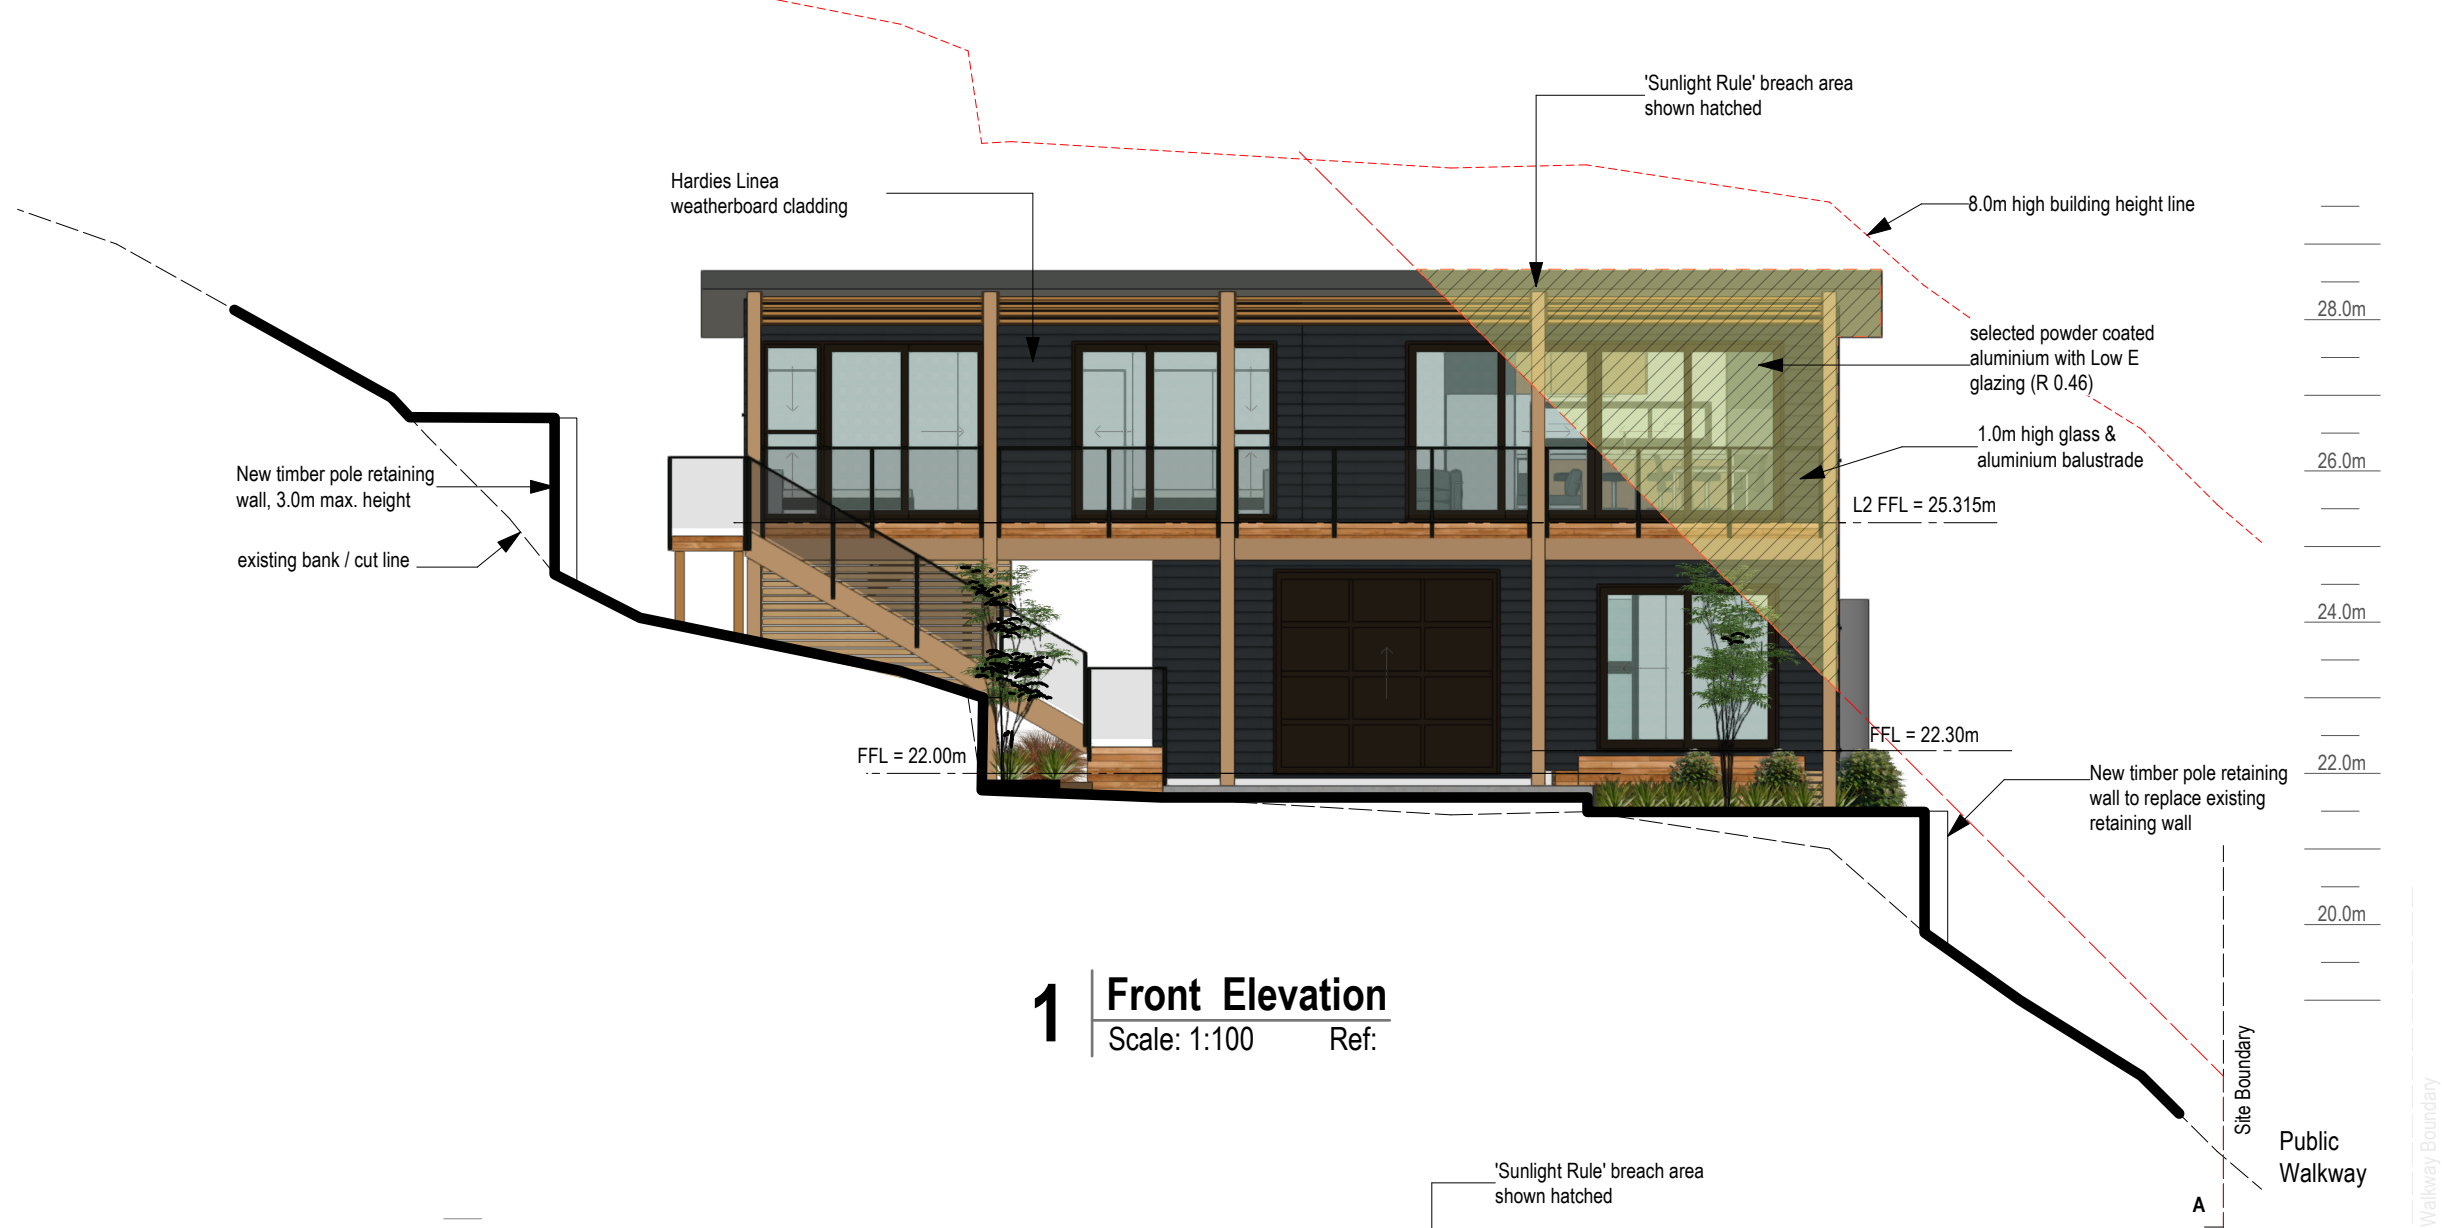 'Sunlight Rule' breach area
shown hatched
Hardies Linea
weatherboard cladding
8.0m high building height line
28.0m
selected powder coated
aluminium with Low E
glazing (R 0.46)
1.0m high glass &
aluminium balustrade
26.0m
New timber pole retaining
wall, 3.0m max. height
L2 FFL = 25.315m
existing bank / cut line
24.0m
FFL = 22.00m
FFL = 22.30m
22.0m
New timber pole retaining
wall to replace existing
retaining wall
20.0m
1
Front Elevation
Scale: 1:100 Ref:
Site Boundary
Walkway Boundary
Public
Walkway
'Sunlight Rule' breach area
shown hatched
A